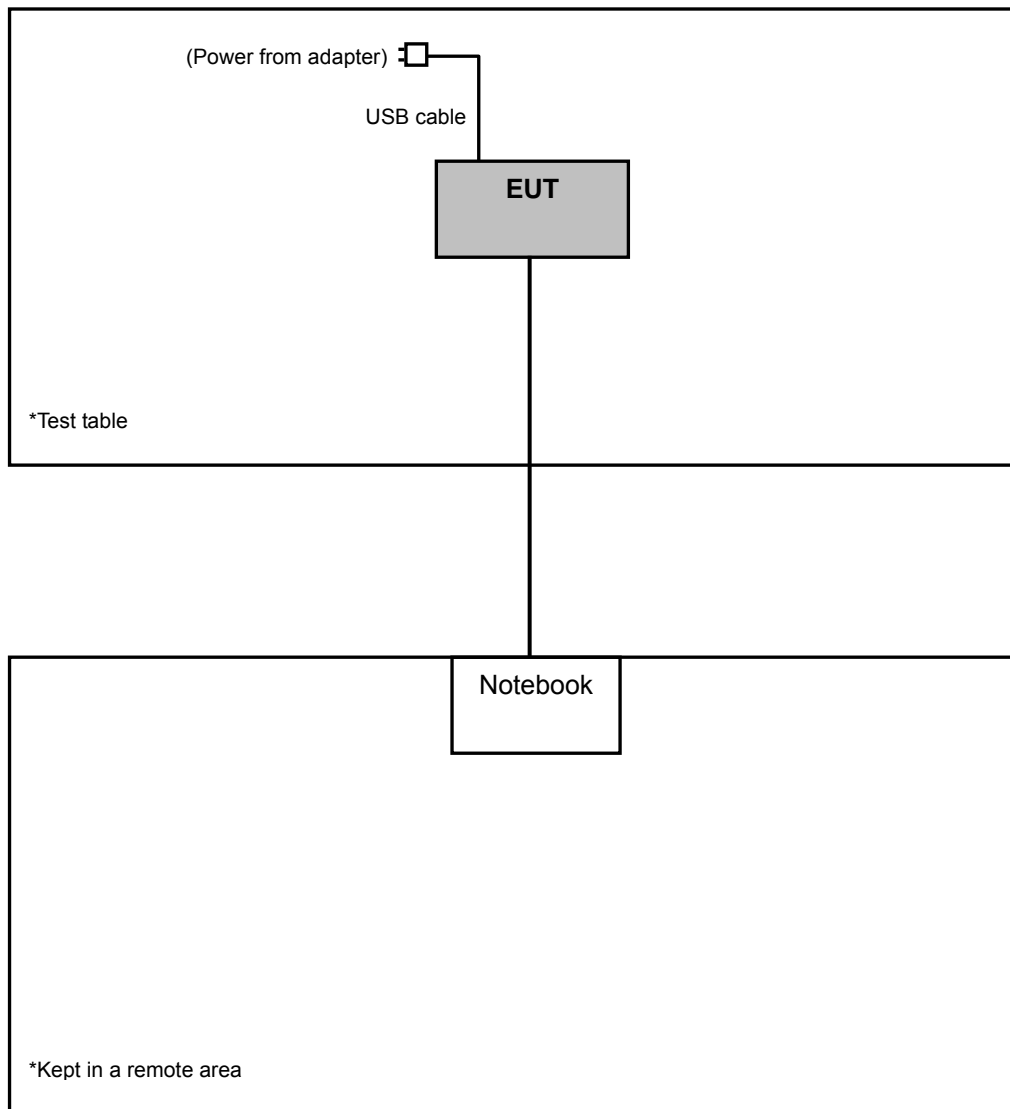 (Power from adapter)
USB cable
EUT
*Test table
Notebook
*Kept in a remote area